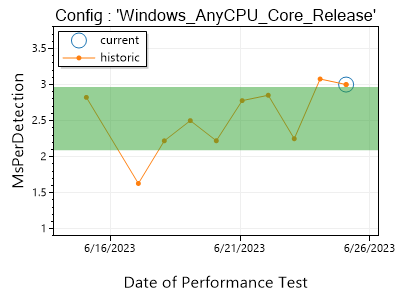 Config : 'Windows_AnyCPU_Core_Release'
current
historic
3.5
3
2.5
2
1.5
1
MsPerDetection
6/16/2023
6/21/2023
6/26/2023
Date of Performance Test